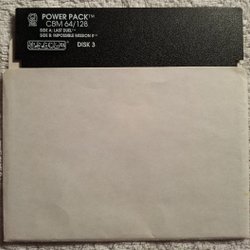 POWER PACK™
CBM 64/128
SIDE A: LAST DUEL™
SIDE B: IMPOSSIBLE MISSION II™
DISK 3